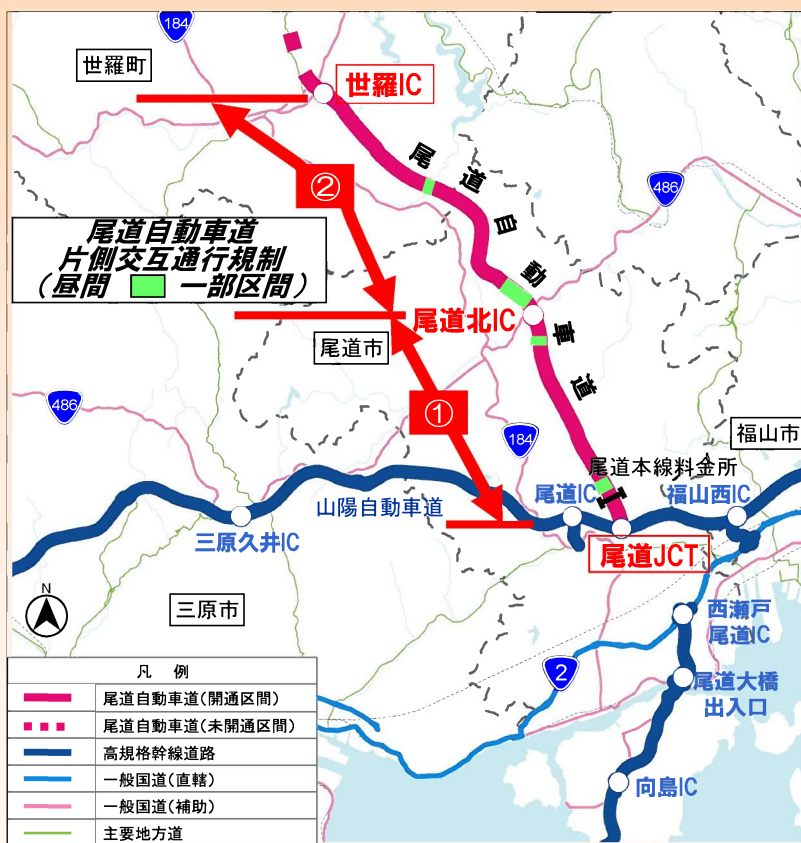 184
世羅町
世羅IC
②
尾道自動車道
486
尾道自動車道
片側交互通行規制
(昼間 一部区間)
尾道北IC
尾道市
486
①
184
福山市
尾道本線料金所
山陽自動車道
尾道IC
福山西IC
三原久井IC
尾道JCT
N
三原市
西瀬戸
尾道IC
2
尾道大橋
出入口
向島IC
凡 例
尾道自動車道(開通区間)
尾道自動車道(未開通区間)
高規格幹線道路
一般国道(直轄)
一般国道(補助)
主要地方道